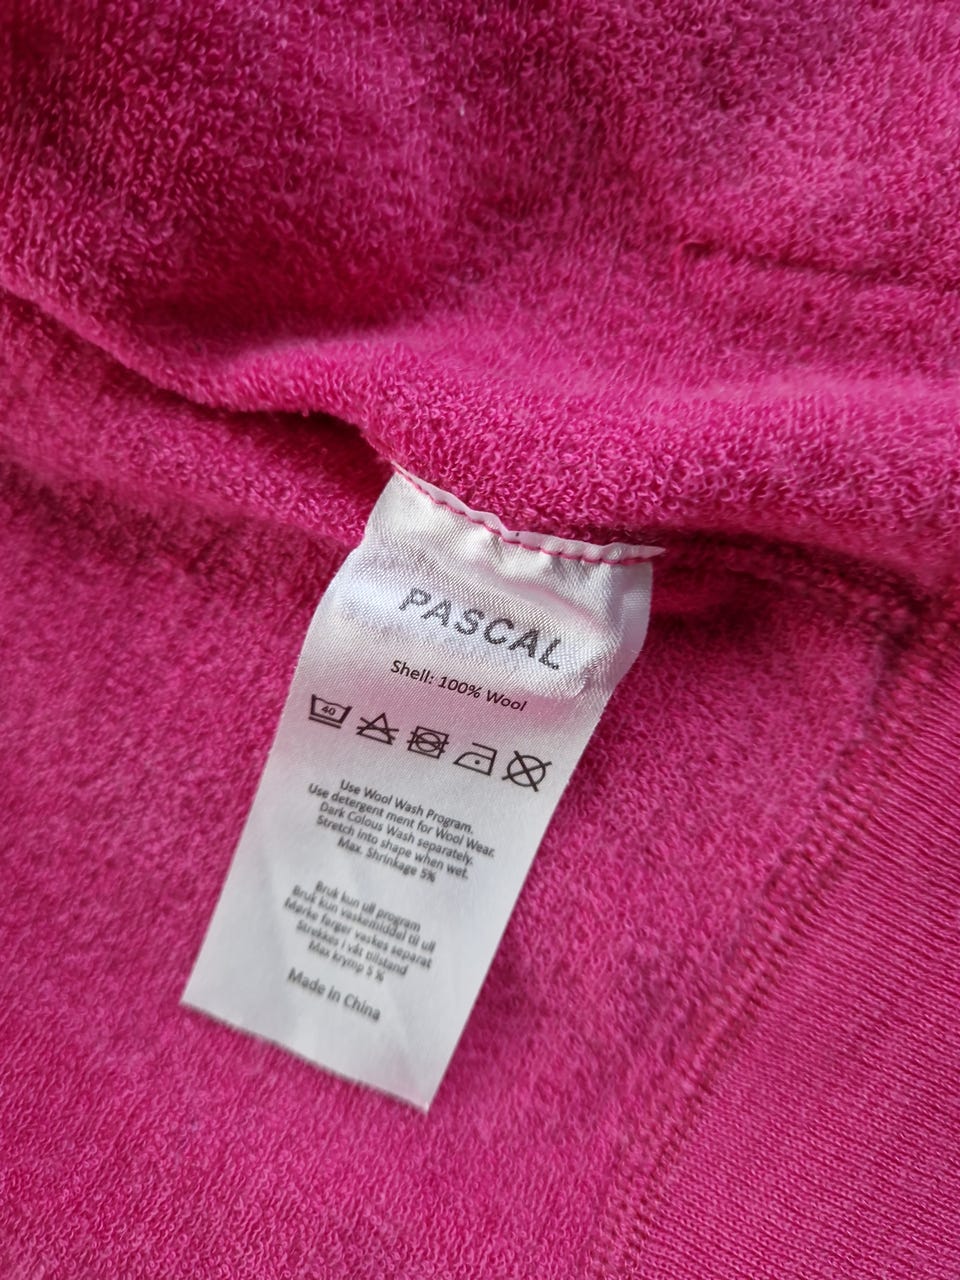 PASCAL
Shell: 100% Wool
40
Use Wool Wash Program.
Use detergent ment for Wool Wear.
Dark Colous Wash separately.
Stretch into shape when wet.
Max. Shrinkage 5%
Bruk kun ull program
Bruk kun vaskemiddel til ull
Mørke farger vaskes separat
Strekkes i våt tilstand
Max krymp 5 %
Made in China